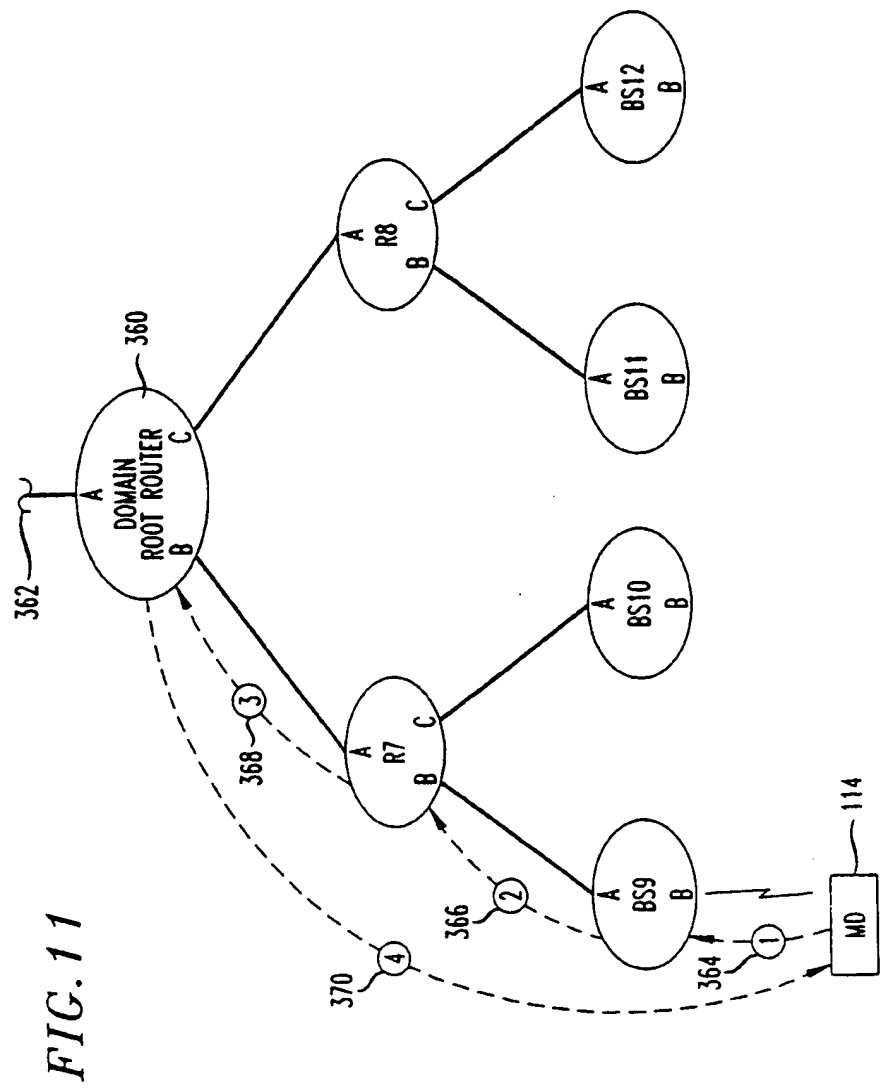 FIG. 11
362
A
DOMAIN
ROOT ROUTER
B
C
360
368
3
A
R7
B
C
A
R8
B
C
366
2
370
4
A
BS9
B
A
BS10
B
A
BS11
B
A
BS12
B
364
1
MD
114